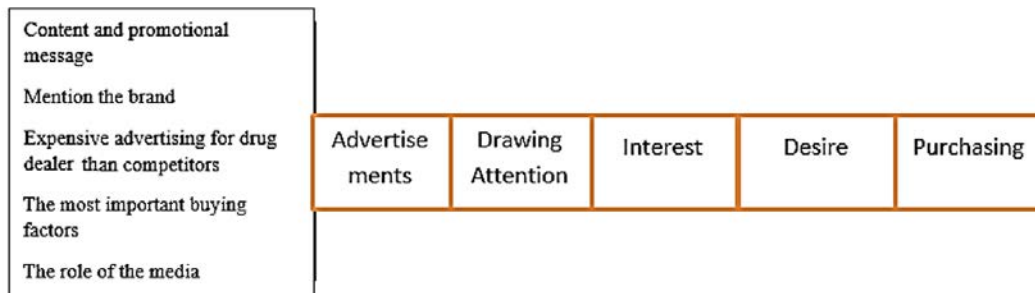 Content and promotional
message
Mention the brand
Expensive advertising for drug
dealer than competitors
The most important buying
factors
The role of the media
Advertise
ments
Drawing
Attention
Interest
Desire
Purchasing